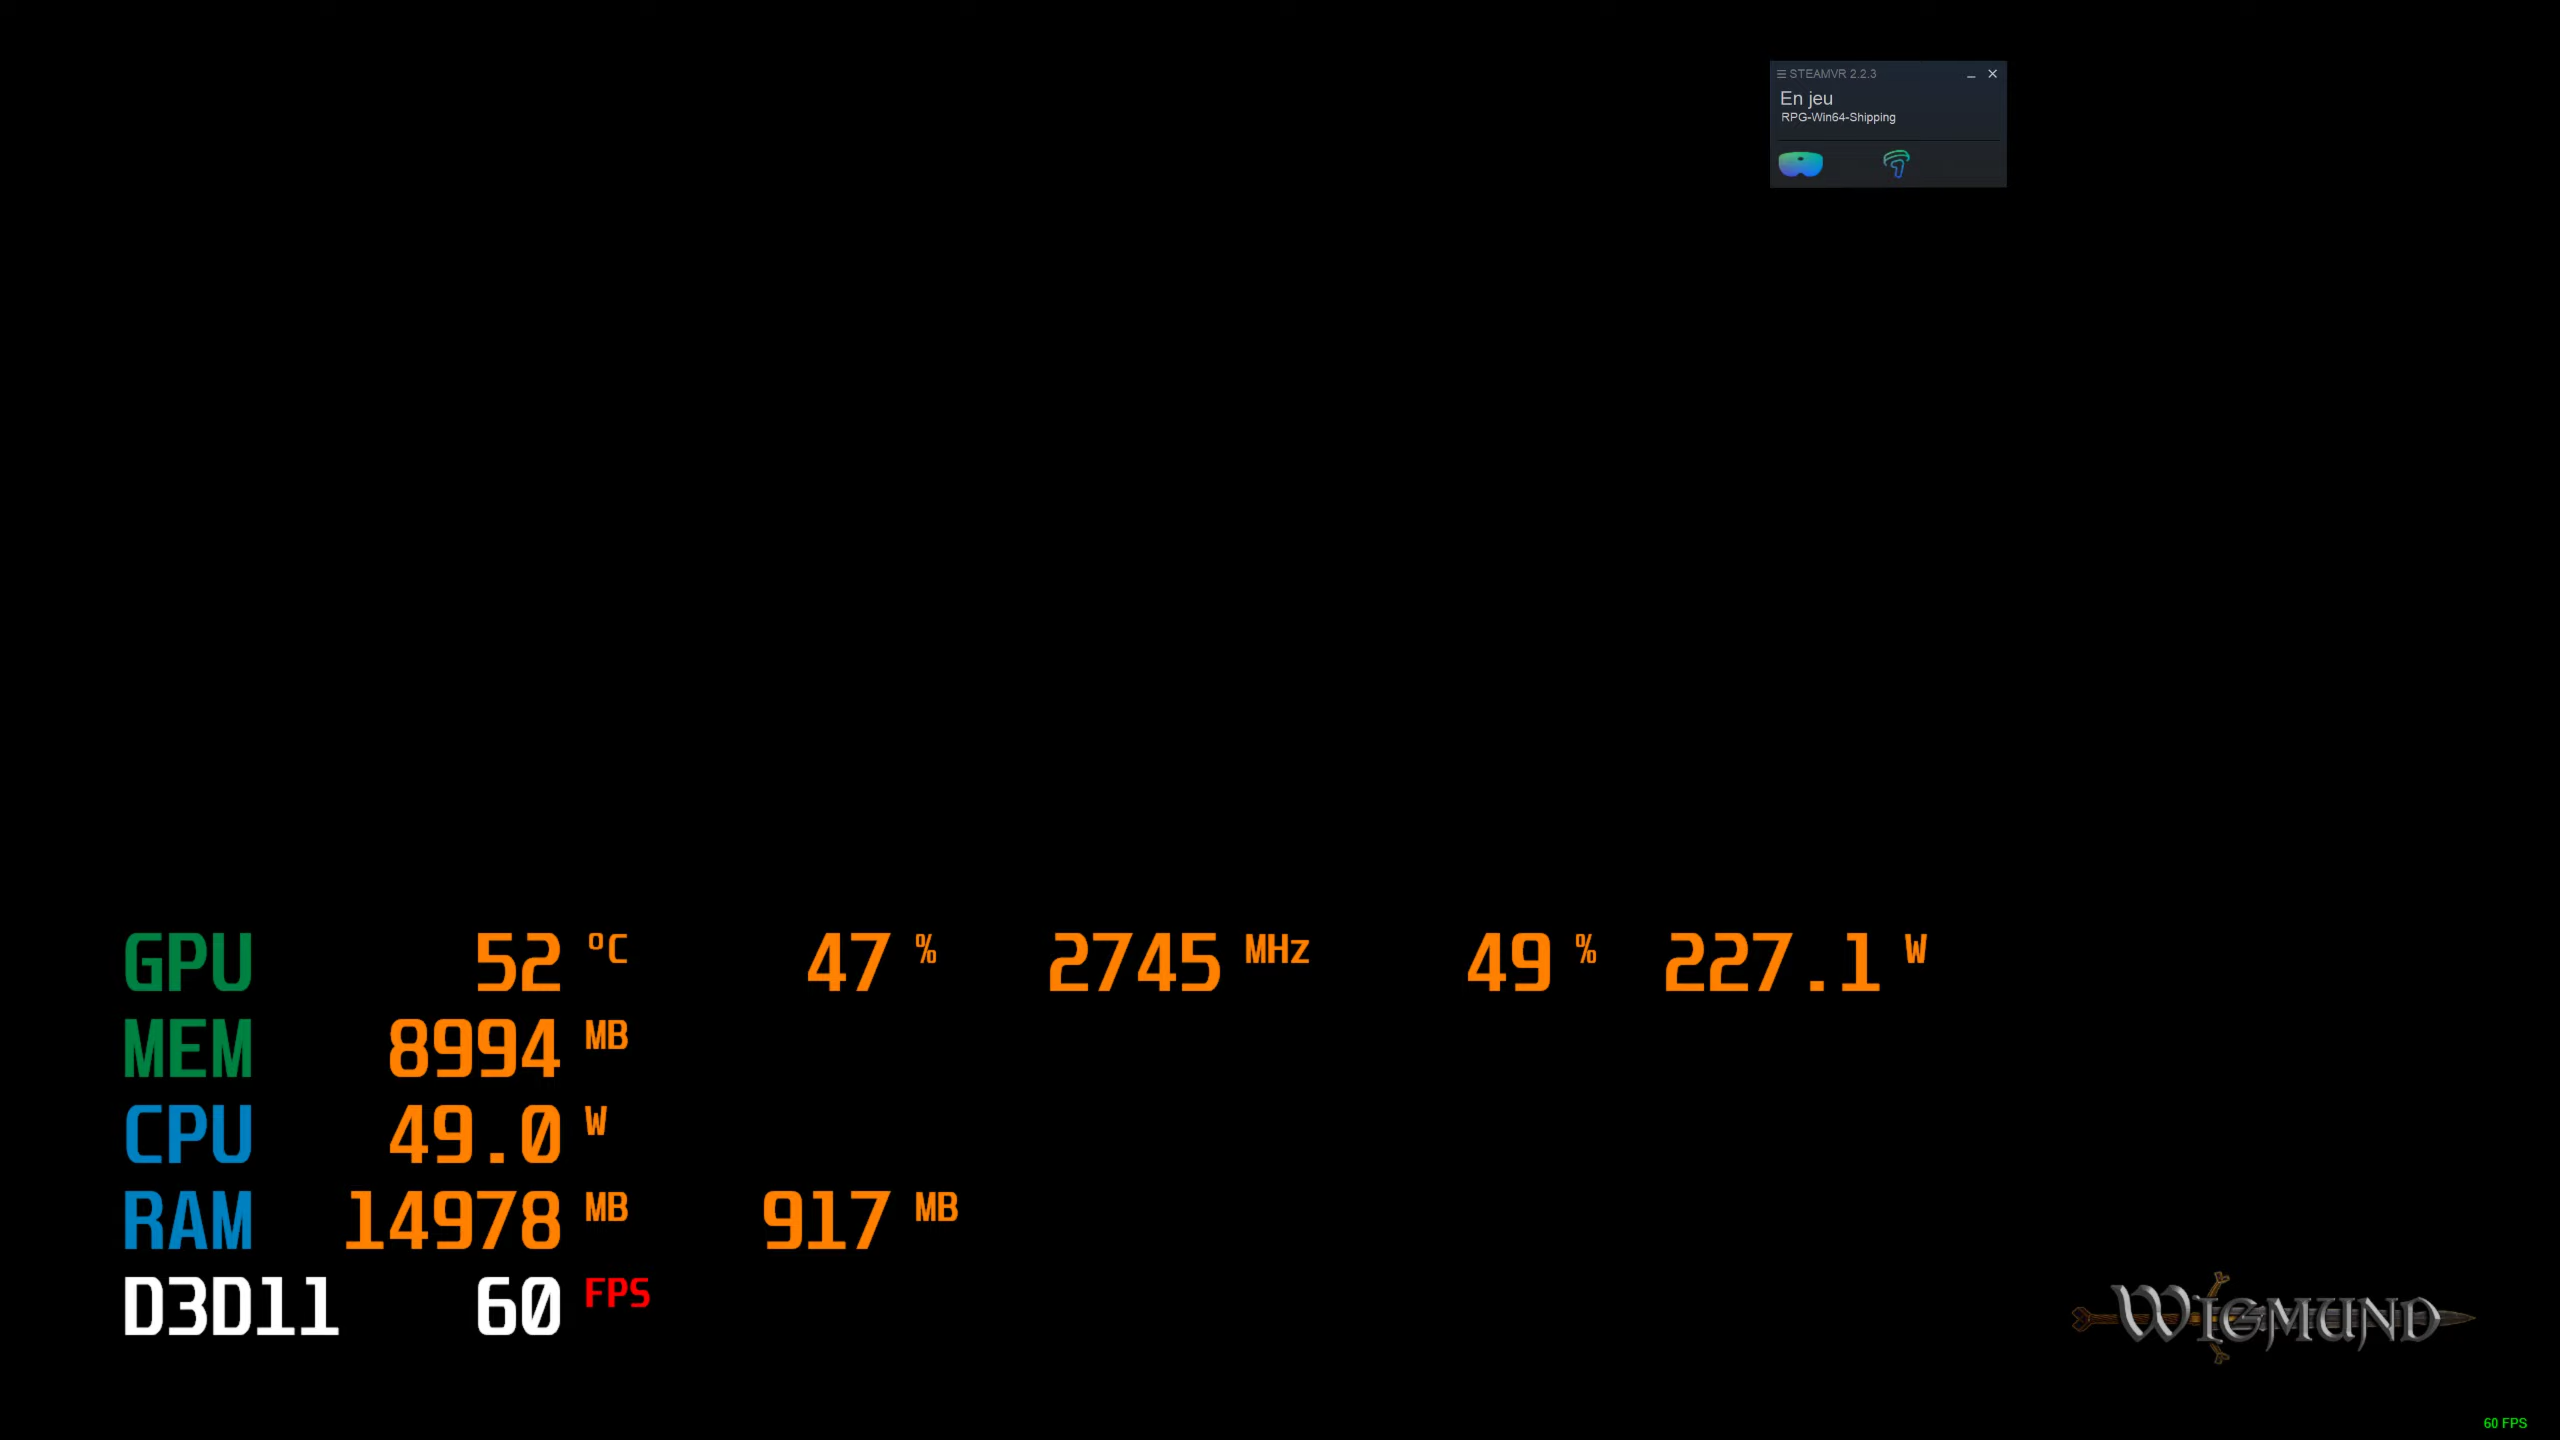 STEAMVR 2.2.3
En jeu
RPG-Win64-Shipping
GPU 52 °C 47 % 2745 MHz 49 % 227.1 W
MEM 8994 MB
CPU 49.0 W
RAM 14978 MB 917 MB
D3D11 60 FPS
WIGMUND
60 FPS